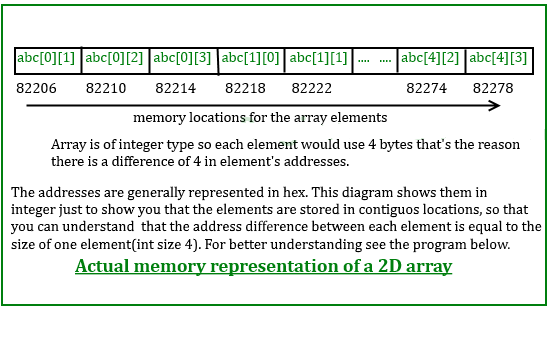 abc[0][1] abc[0][2] abc[0][3] abc[1][0] abc[1][1] .... .... abc[4][2] abc[4][3]
82206 82210 82214 82218 82222 82274 82278
memory locations for the array elements
Array is of integer type so each element would use 4 bytes that's the reason
there is a difference of 4 in element's addresses.
The addresses are generally represented in hex. This diagram shows them in
integer just to show you that the elements are stored in contiguos locations, so that
you can understand that the address difference between each element is equal to the
size of one element(int size 4). For better understanding see the program below.
Actual memory representation of a 2D array